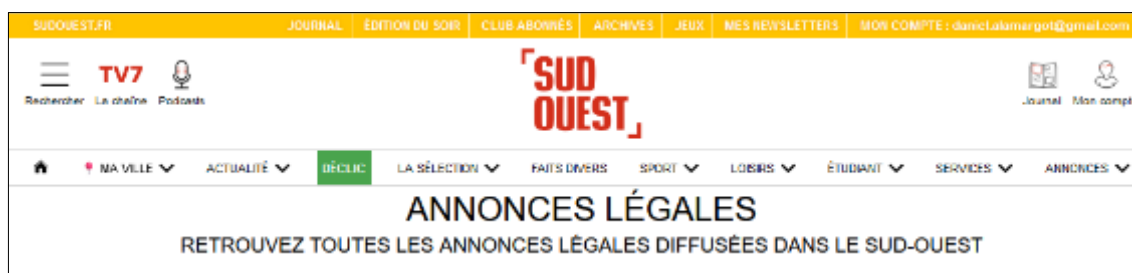 SUDOUEST.FR JOURNAL ÉDITION DU SOIR CLUB ABONNÉS ARCHIVES JEUX MES NEWSLETTERS MON COMPTE :
TV7 SUD
Rechercher La chaîne Podcasts OUEST Journal Mon compt
MA VILLE ACTUALITÉ DÉCLIC LA SÉLECTION FAITS DIVERS SPORT LOISIRS ÉTUDIANT SERVICES ANNONCES
ANNONCES LÉGALES
RETROUVEZ TOUTES LES ANNONCES LÉGALES DIFFUSÉES DANS LE SUD-OUEST